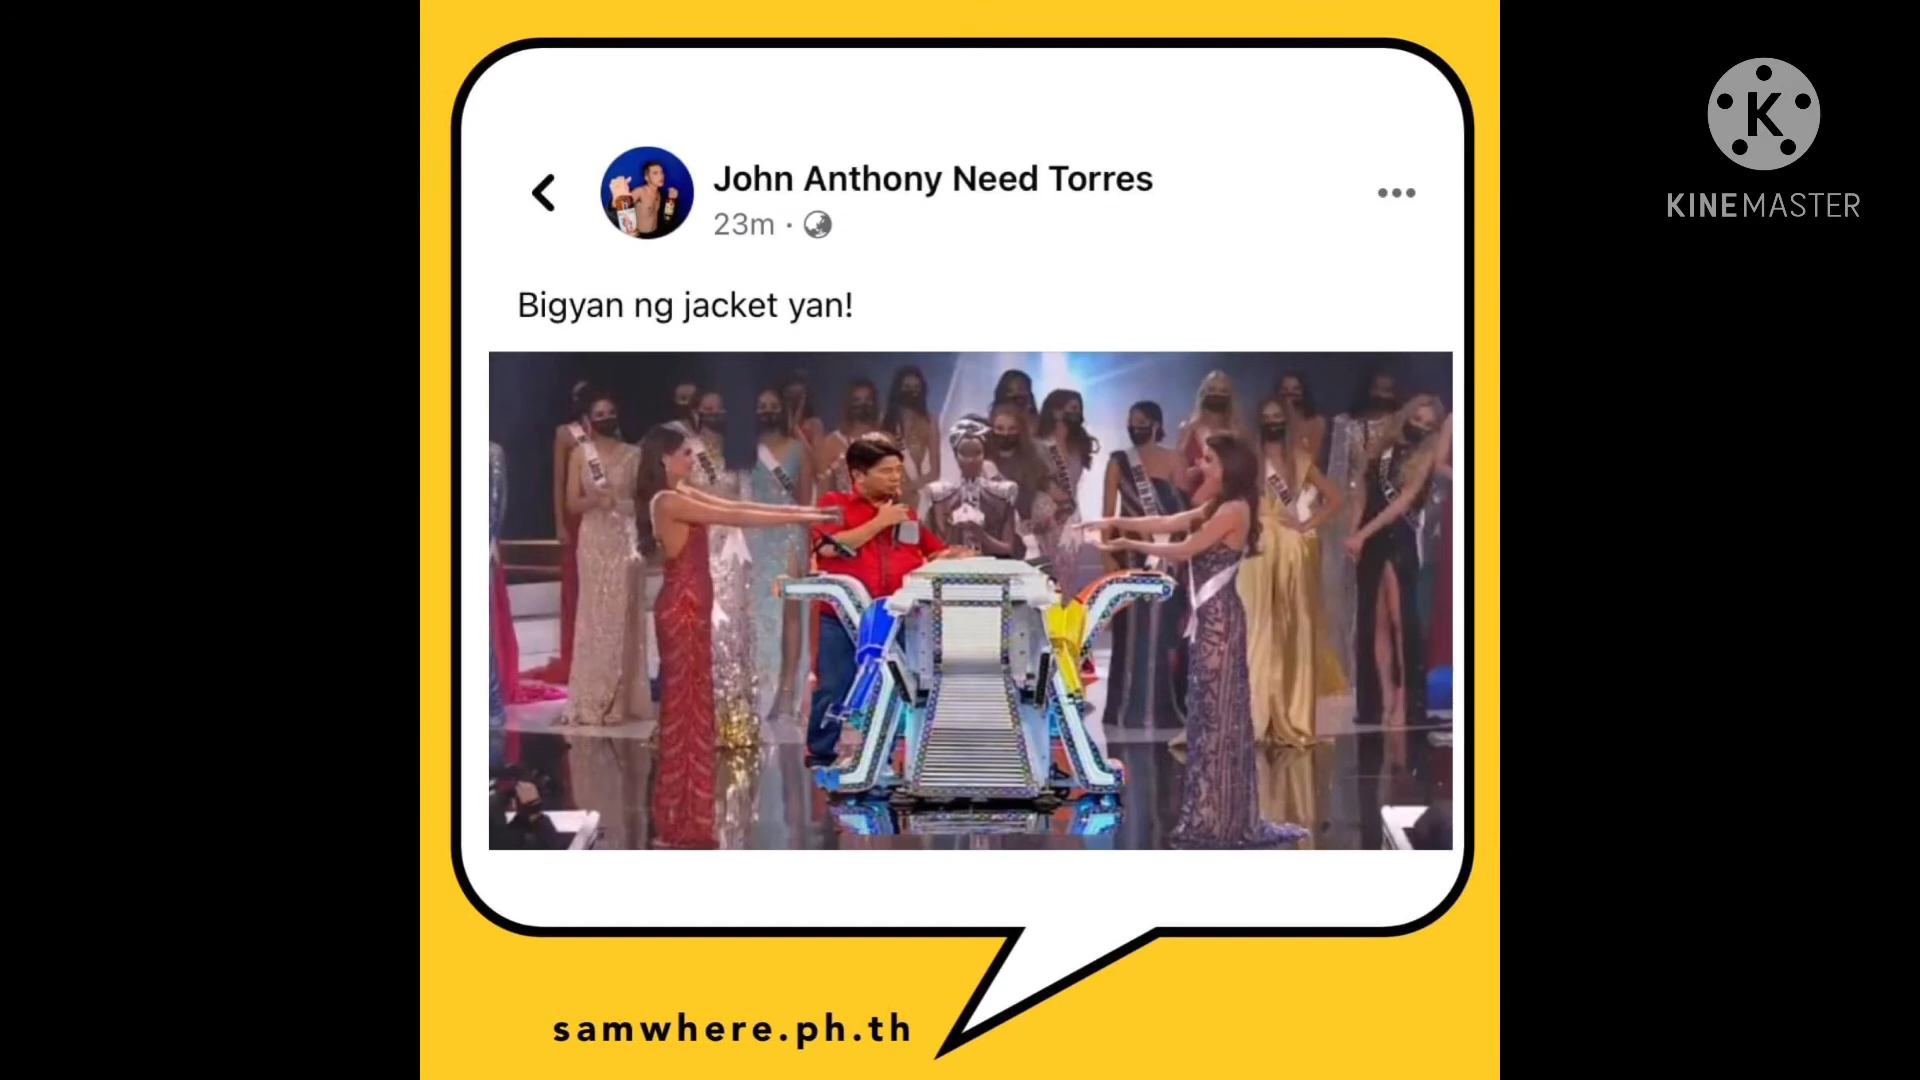 John Anthony Need Torres
23m ·
Bigyan ng jacket yan!
samwhere.ph.th
K
KINEMASTER